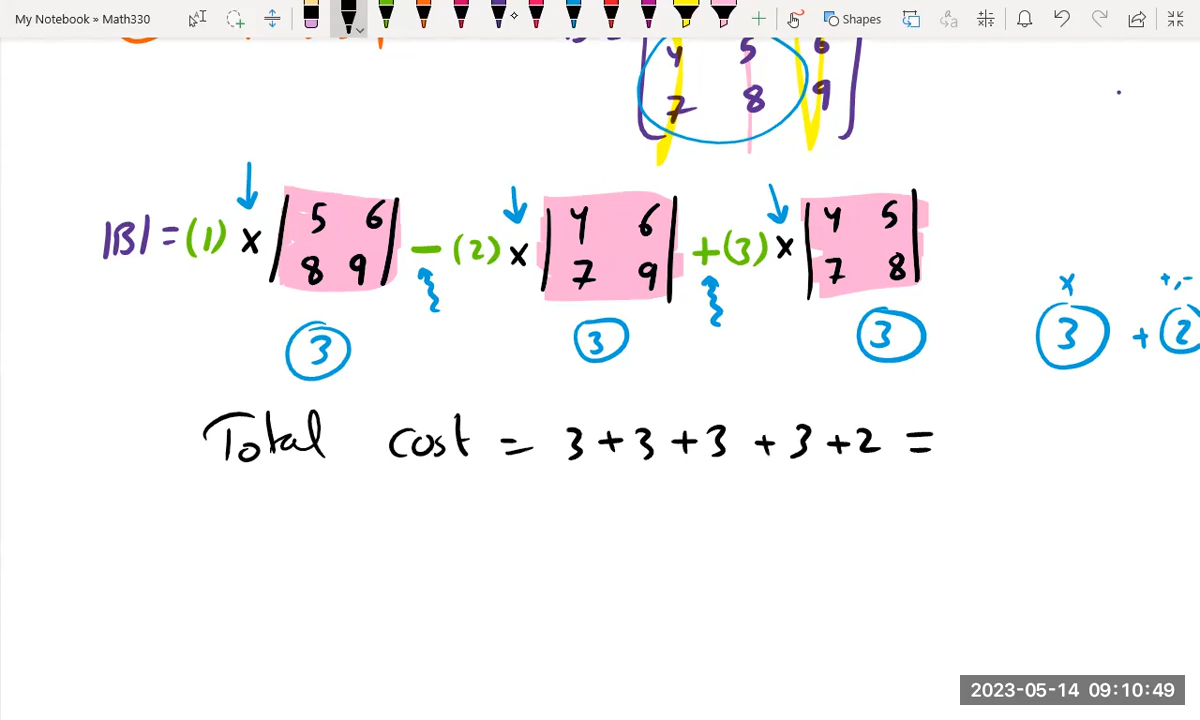 My Notebook » Math330
Shapes
4 5 6
7 8 9
|B| = (1) × | 5 6 | − (2) × | 4 6 | + (3) × | 4 5 |
| 8 9 | | 7 9 | | 7 8 |
× +,-
3 3 3 3 + 2
Total cost = 3 + 3 + 3 + 3 + 2 =
2023-05-14 09:10:49